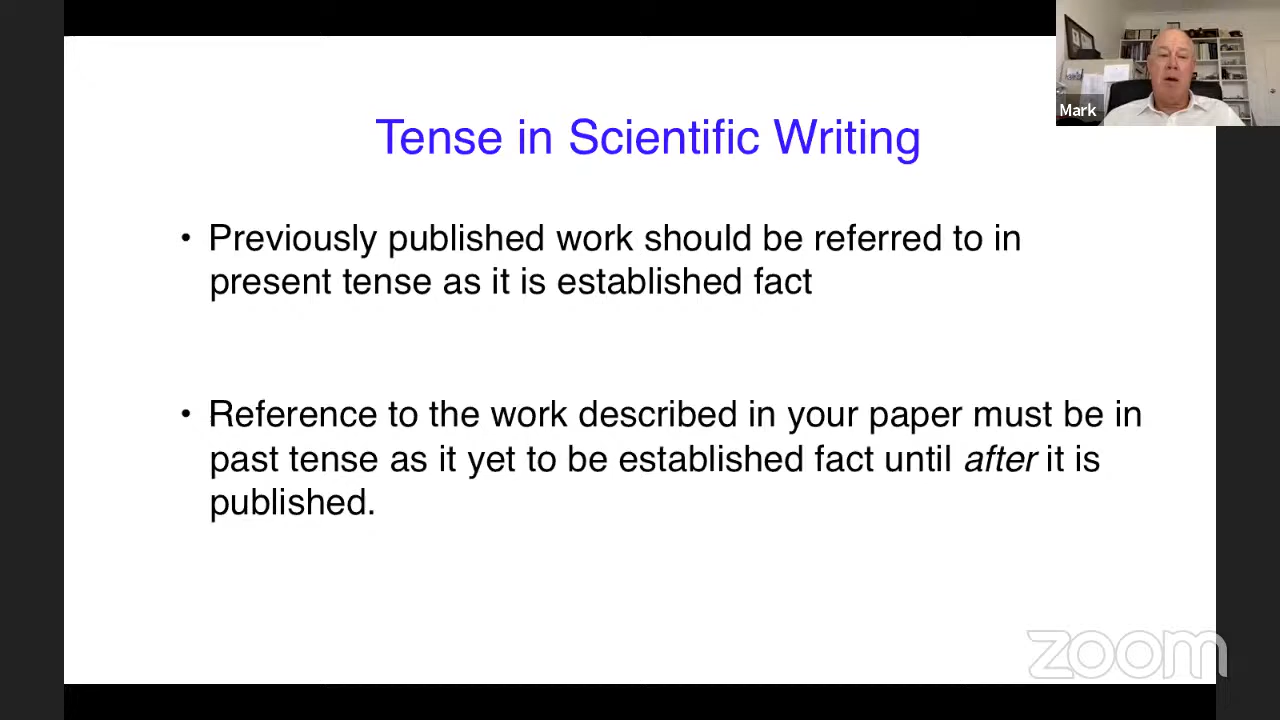 Mark
Tense in Scientific Writing
• Previously published work should be referred to in
present tense as it is established fact
• Reference to the work described in your paper must be in
past tense as it yet to be established fact until after it is
published.
zoom